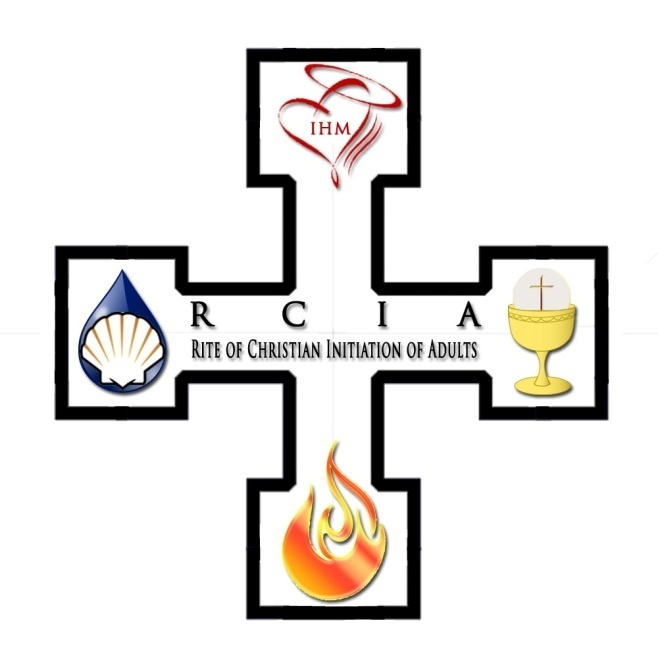 IHM
R C I A
RITE OF CHRISTIAN INITIATION OF ADULTS